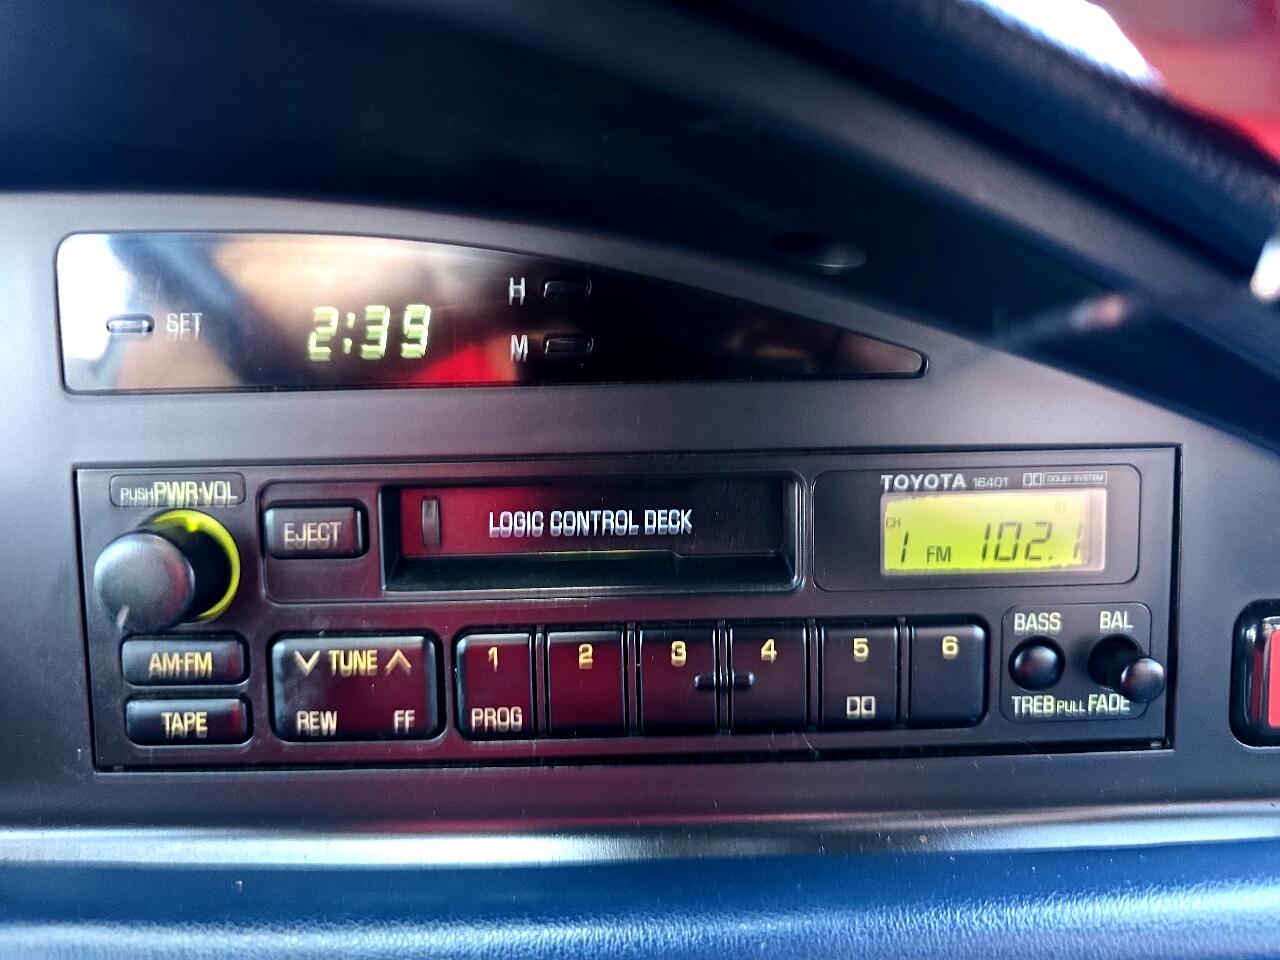 H
SET
2:39
M
PUSH PWR·VOL
EJECT
LOGIC CONTROL DECK
TOYOTA 16401 DOLBY SYSTEM
ST
CH
1 FM 102.1
AM·FM
TAPE
TUNE
REW FF
1 2 3 4 5 6
PROG
BASS BAL
TREB PULL FADE